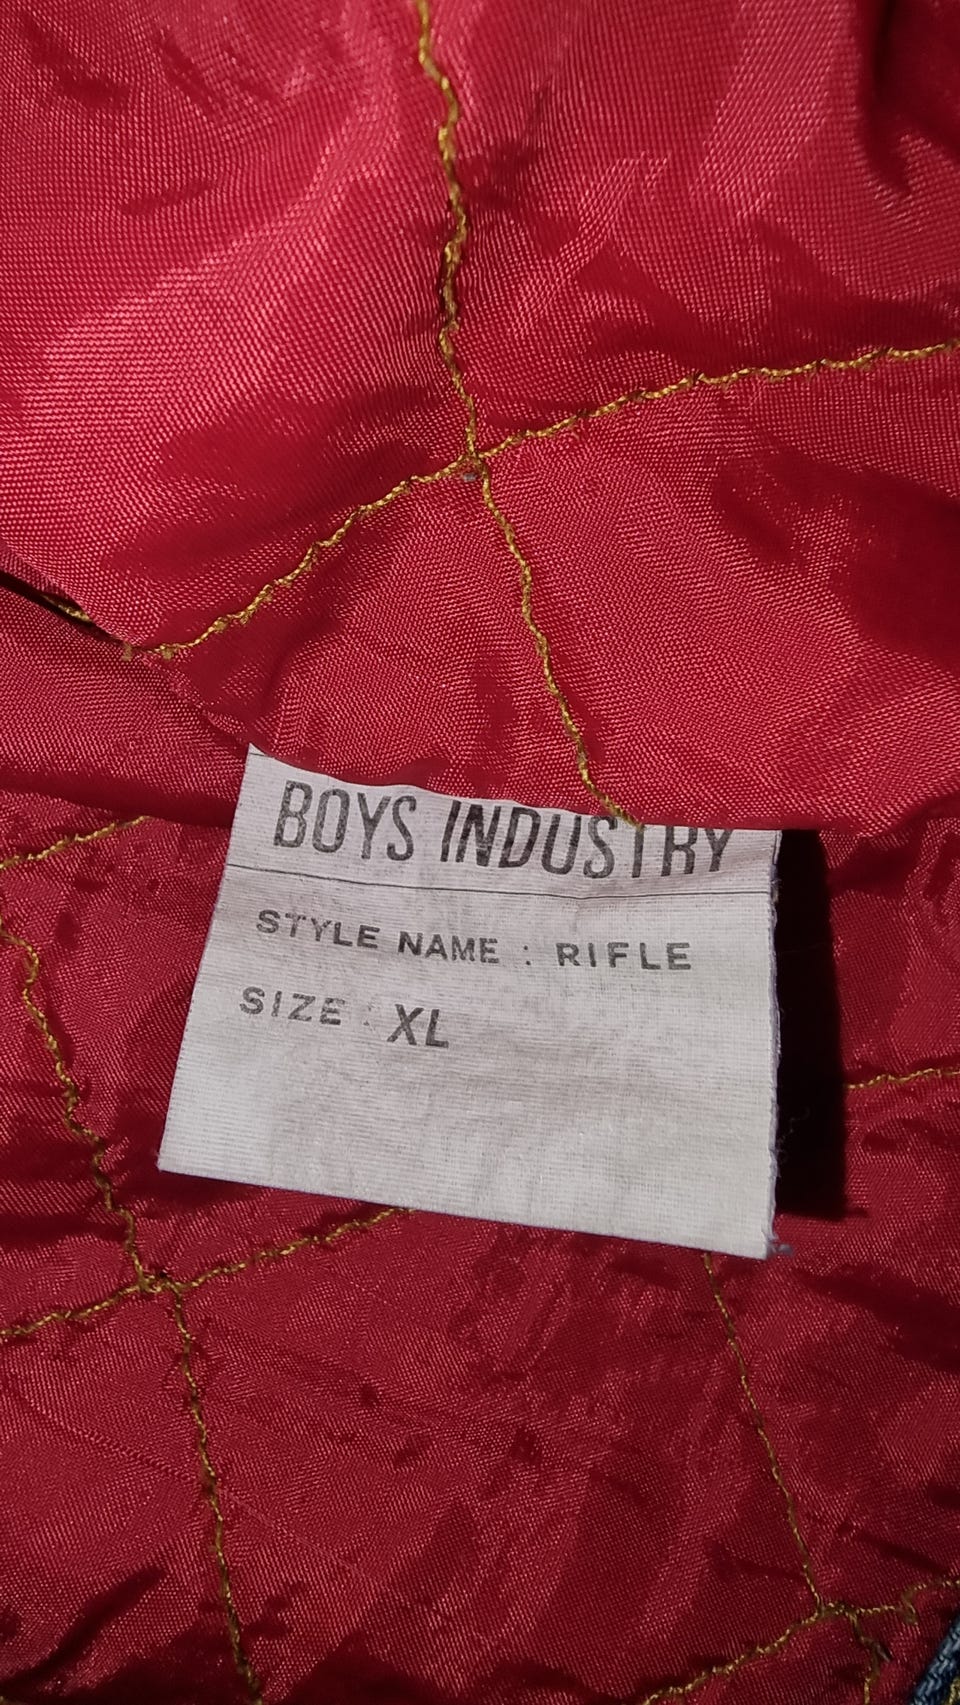 BOYS INDUSTRY
STYLE NAME : RIFLE
SIZE : XL